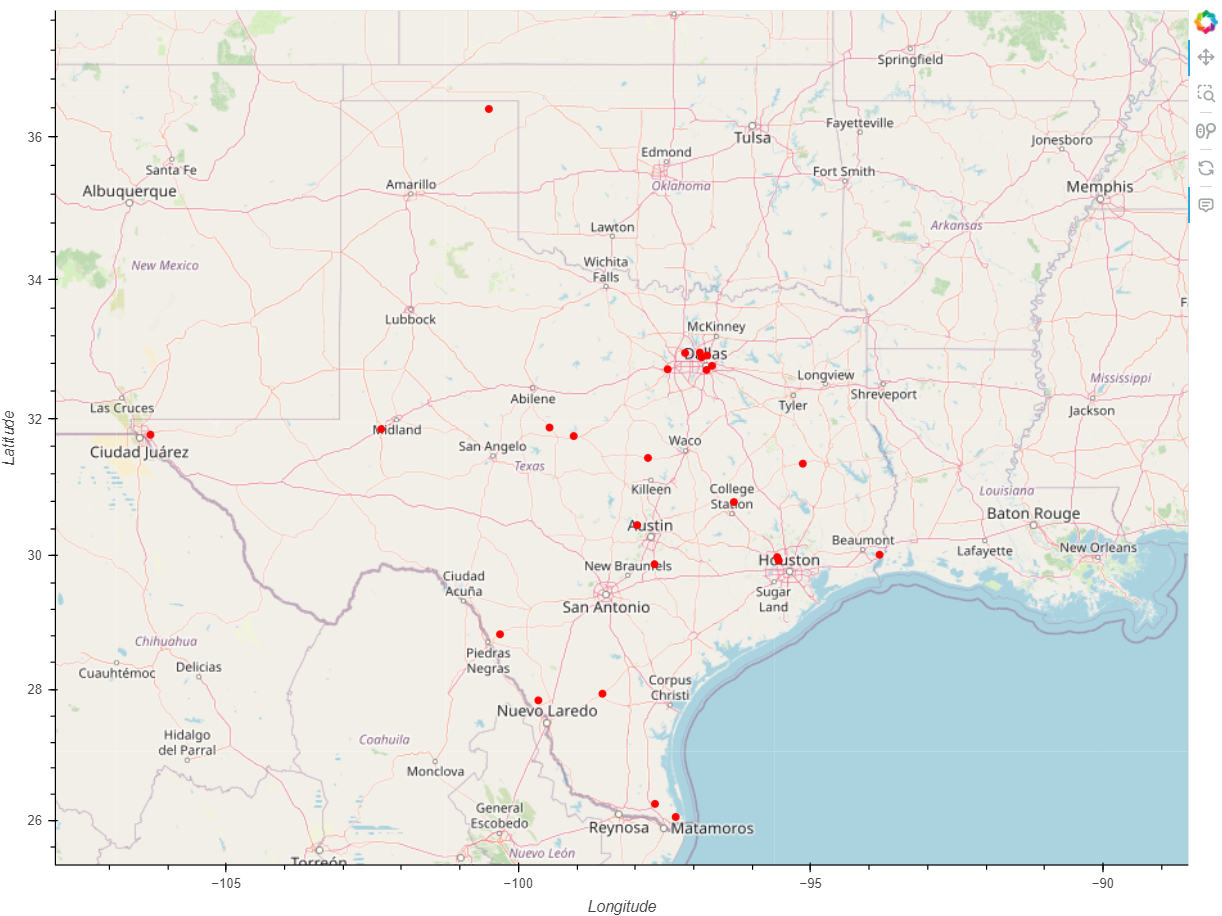 Springfield
Fayetteville
Jonesboro
Tulsa
Edmond
Oklahoma
Fort Smith
Memphis
Santa Fe
Albuquerque
Amarillo
Lawton
Arkansas
New Mexico
Wichita
Falls
F
Lubbock
McKinney
Dallas
Longview
Mississippi
Shreveport
Abilene
Tyler
Jackson
Las Cruces
Midland
Ciudad Juárez
San Angelo
Texas
Waco
Killeen
College
Station
Louisiana
Baton Rouge
Austin
Beaumont
Lafayette
New Orleans
New Braunfels
Houston
Ciudad
Acuña
San Antonio
Sugar
Land
Chihuahua
Cuauhtémoc
Delicias
Piedras
Negras
Corpus
Christi
Nuevo Laredo
Hidalgo
del Parral
Coahuila
Monclova
General
Escobedo
Reynosa
Matamoros
Nuevo León
Torreón
36
34
32
30
28
26
Latitude
−105
−100
−95
−90
Longitude